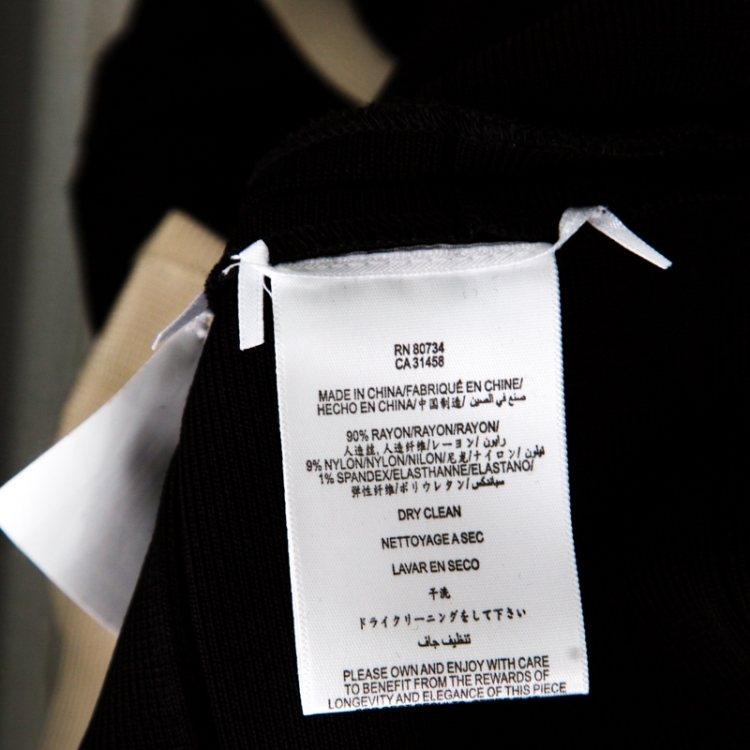 RN 80734
CA 31458
MADE IN CHINA/FABRIQUÉ EN CHINE/
HECHO EN CHINA/中国制造/ صنع في الصين
90% RAYON/RAYON/RAYON/
人造丝, 人造纤维/レーヨン/ رايون
9% NYLON/NYLON/NILON/尼龙/ナイロン/ نيلون
1% SPANDEX/ELASTHANNE/ELASTANO/
弹性纤维/ポリウレタン/ سباندكس
DRY CLEAN
NETTOYAGE A SEC
LAVAR EN SECO
干洗
ドライクリーニングをして下さい
تنظيف جاف
PLEASE OWN AND ENJOY WITH CARE
TO BENEFIT FROM THE REWARDS OF
LONGEVITY AND ELEGANCE OF THIS PIECE